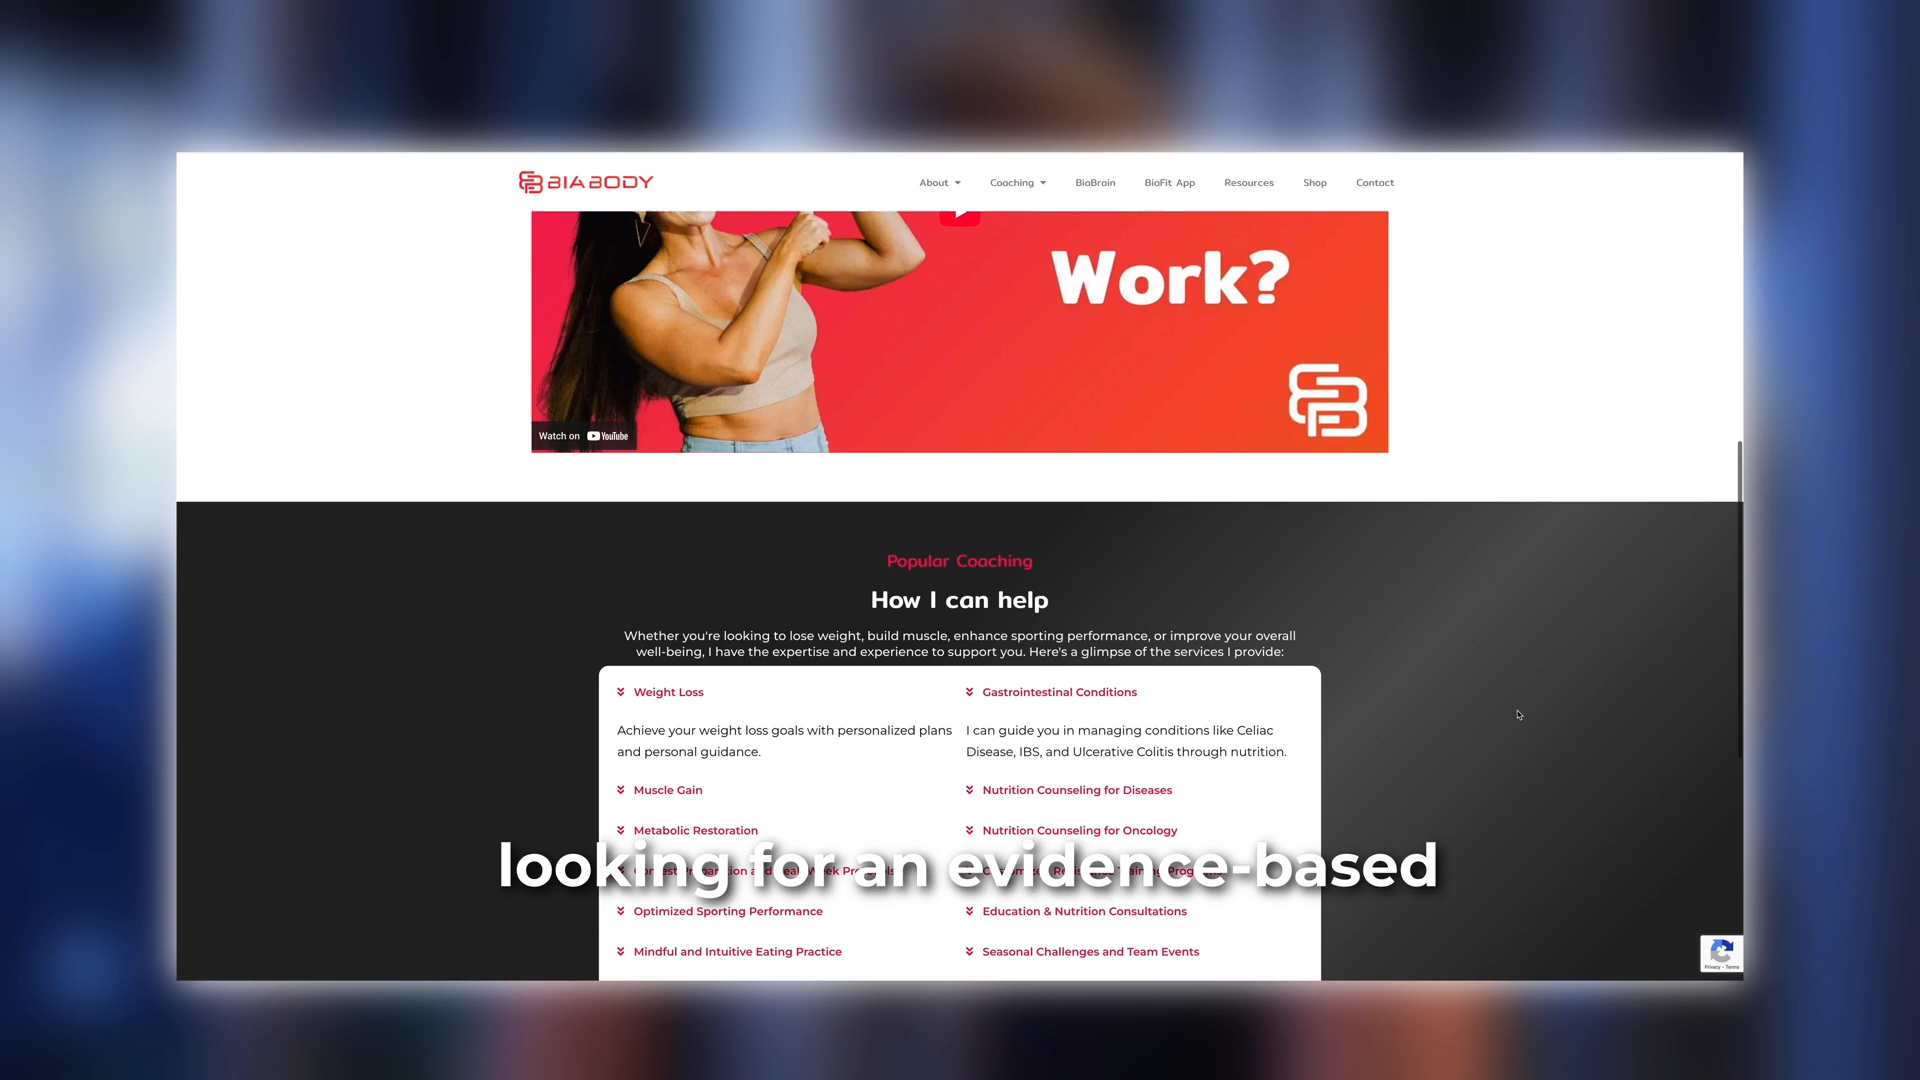 BIA BODY
About
Coaching
BiaBrain
BiaFit App
Resources
Shop
Contact
Work?
Watch on YouTube
Popular Coaching
How I can help
Whether you're looking to lose weight, build muscle, enhance sporting performance, or improve your overall
well-being, I have the expertise and experience to support you. Here's a glimpse of the services I provide:
Weight Loss
Achieve your weight loss goals with personalized plans
and personal guidance.
Muscle Gain
Metabolic Restoration
Optimized Sporting Performance
Mindful and Intuitive Eating Practice
Gastrointestinal Conditions
I can guide you in managing conditions like Celiac
Disease, IBS, and Ulcerative Colitis through nutrition.
Nutrition Counseling for Diseases
Nutrition Counseling for Oncology
Education & Nutrition Consultations
Seasonal Challenges and Team Events
looking for an evidence-based
Privacy - Terms